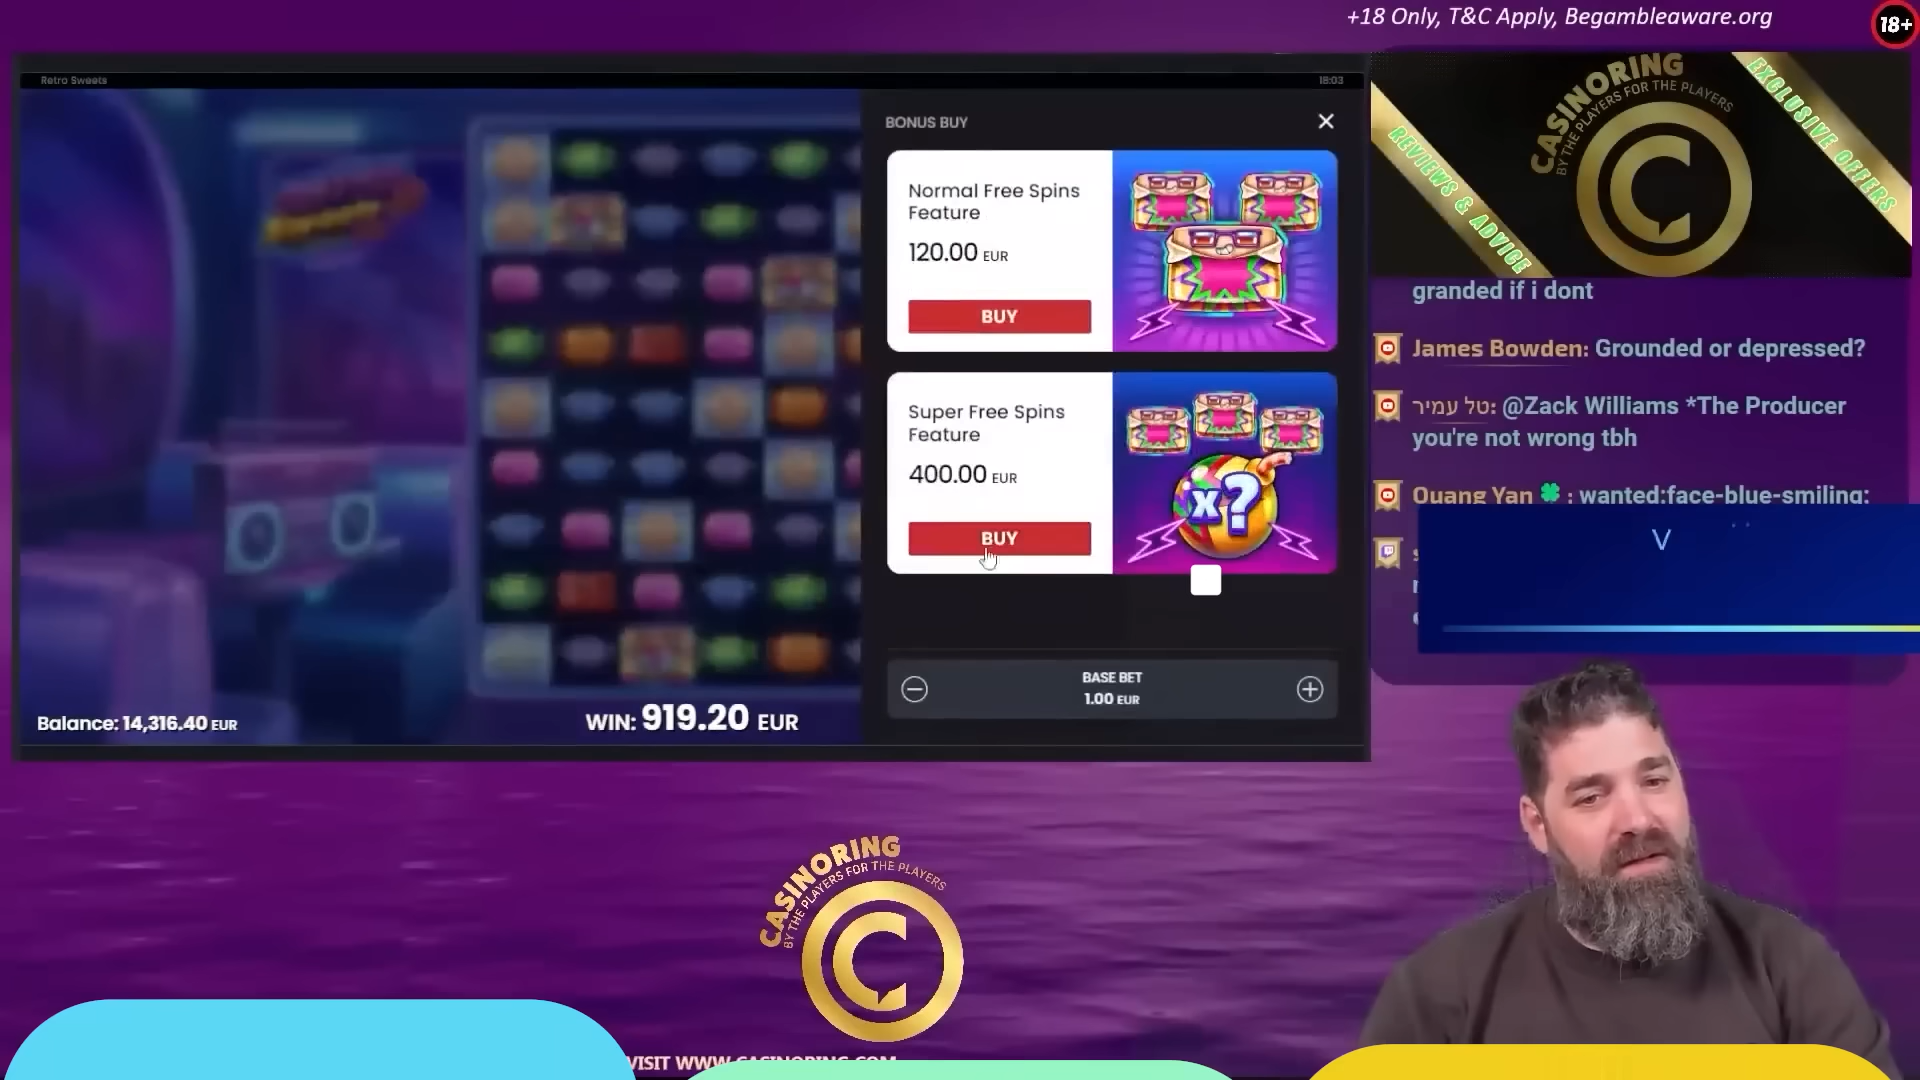 +18 Only, T&C Apply, Begambleaware.org
18+
Retro Sweets
18:03
BONUS BUY
Normal Free Spins
Feature
120.00 EUR
BUY
Super Free Spins
Feature
400.00 EUR
x?
BUY
BASE BET
1.00 EUR
Balance: 14,316.40 EUR
WIN: 919.20 EUR
CASINORING
BY THE PLAYERS FOR THE PLAYERS
REVIEWS & ADVICE
EXCLUSIVE OFFERS
granded if i dont
James Bowden: Grounded or depressed?
טל עמיר: @Zack Williams *The Producer
you're not wrong tbh
Quang Yan : wanted:face-blue-smiling:
V
CASINORING
BY THE PLAYERS FOR THE PLAYERS
VISIT WWW.CASINORING.COM